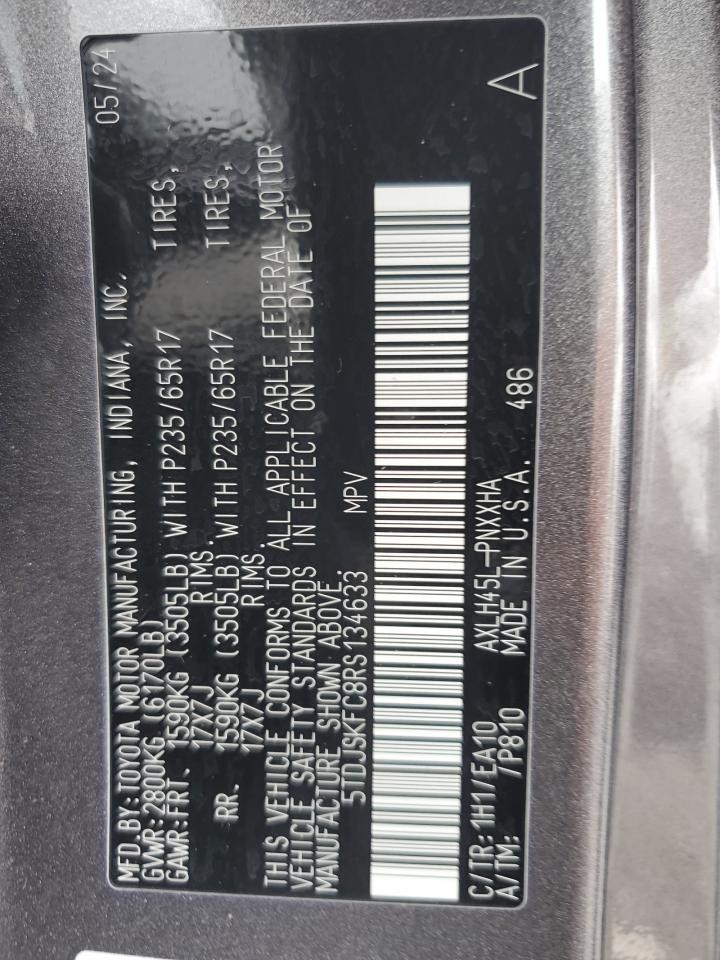 MFD.BY:TOYOTA MOTOR MANUFACTURING, INDIANA, INC. 05/24
GVWR:2800KG (6170LB)
GAWR:FRT. 1590KG (3505LB) WITH P235/65R17 TIRES,
17X7J RIMS,
RR. 1590KG (3505LB) WITH P235/65R17 TIRES,
17X7J RIMS.
THIS VEHICLE CONFORMS TO ALL APPLICABLE FEDERAL MOTOR
VEHICLE SAFETY STANDARDS IN EFFECT ON THE DATE OF
MANUFACTURE SHOWN ABOVE.
5TDJSKFC8RS134633 MPV
C/TR:1H1/EA10 AXLH45L-PNXXHA
A/TM: /P810 MADE IN U.S.A. 486 A